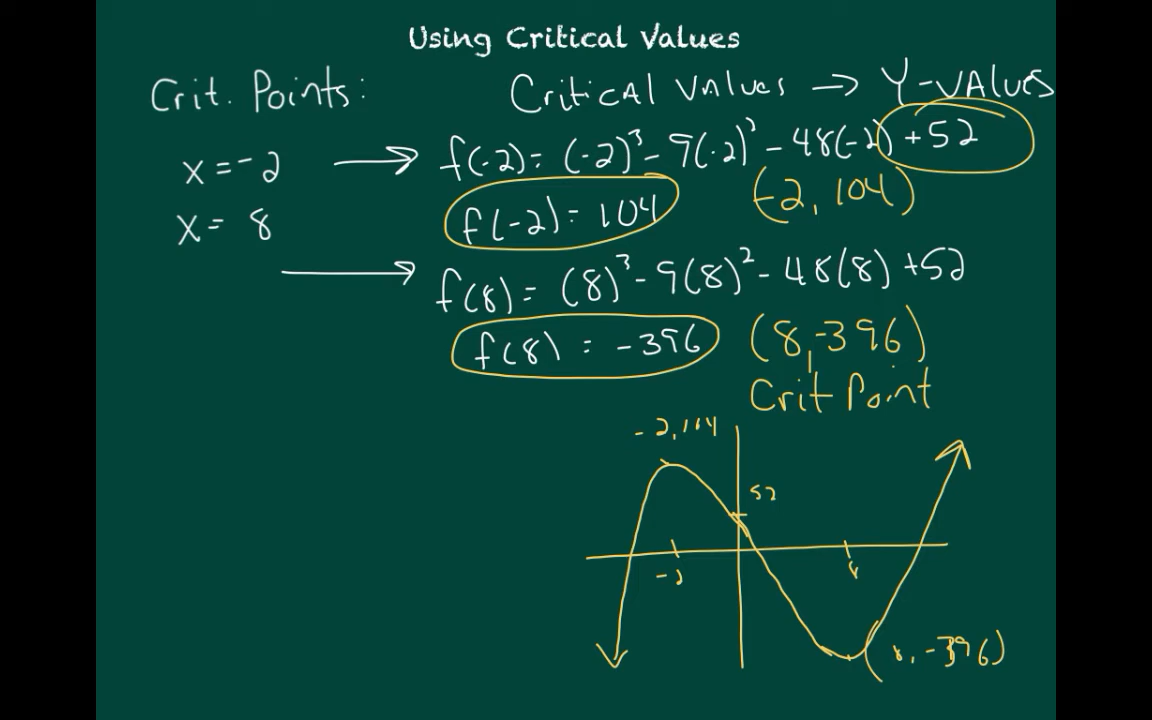 Using Critical Values
Crit. Points: Critical Values → Y-Values
x = -2 → f(-2) = (-2)³ - 9(-2)² - 48(-2) + 52
f(-2) = 104 (-2, 104)
x = 8
→ f(8) = (8)³ - 9(8)² - 48(8) + 52
f(8) = -396 (8, -396)
Crit Point
-2, 104
52
-2 8
(8, -396)